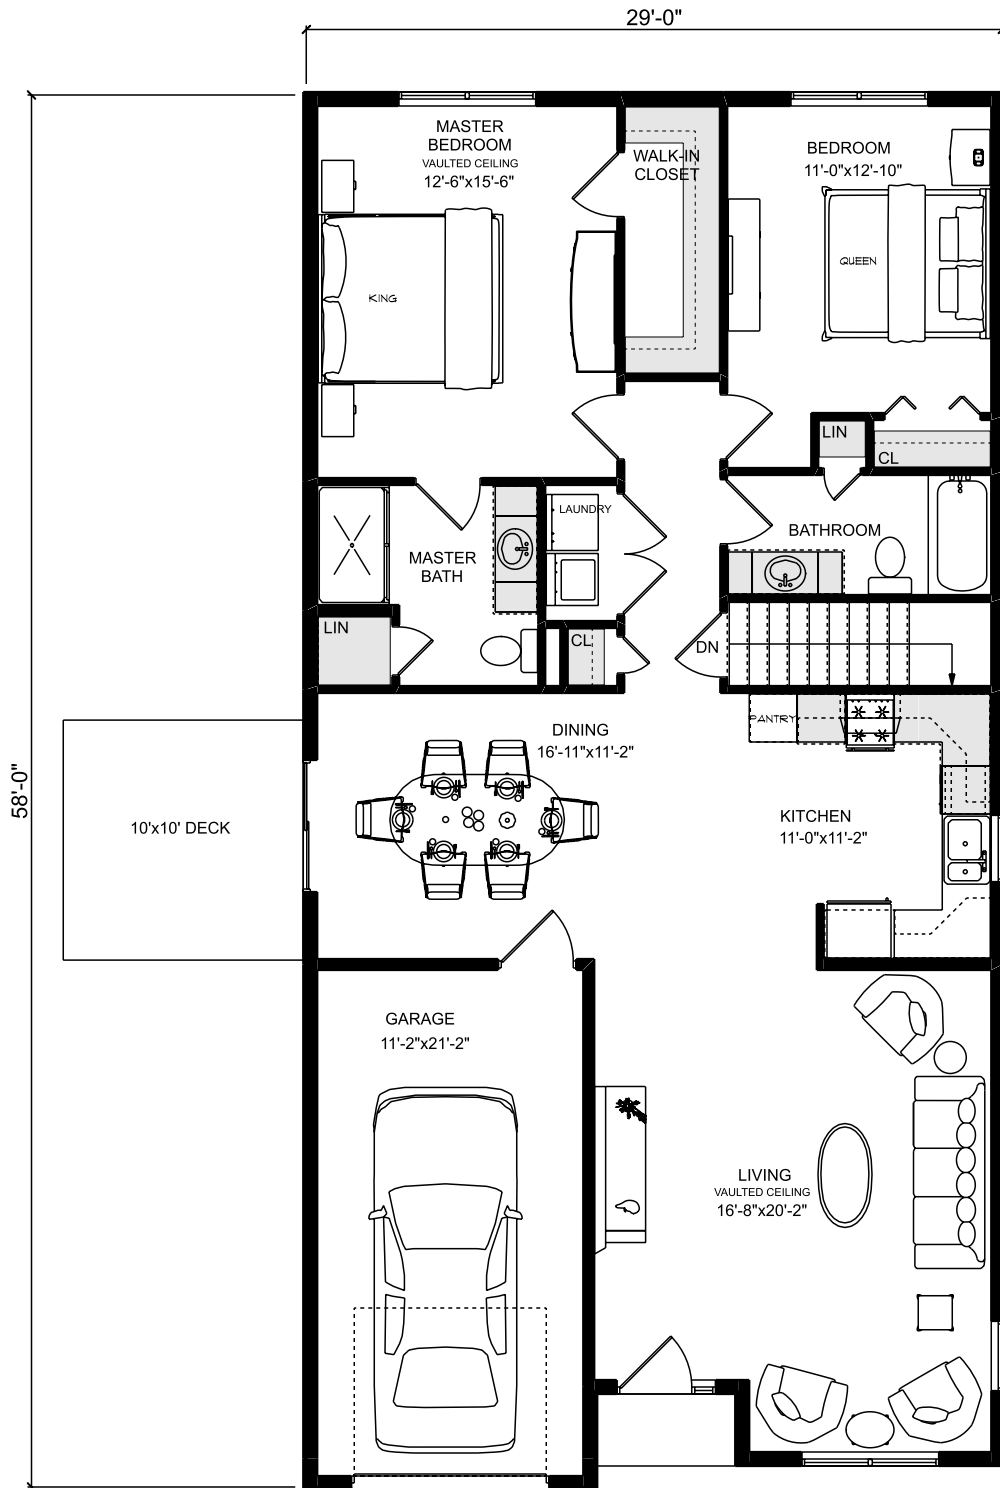 29'-0"
MASTER
BEDROOM
VAULTED CEILING
12'-6"x15'-6"
WALK-IN
CLOSET
BEDROOM
11'-0"x12'-10"
KING
QUEEN
LIN
CL
LAUNDRY
BATHROOM
MASTER
BATH
LIN
CL
DN
PANTRY
DINING
16'-11"x11'-2"
58'-0"
10'x10' DECK
KITCHEN
11'-0"x11'-2"
GARAGE
11'-2"x21'-2"
LIVING
VAULTED CEILING
16'-8"x20'-2"